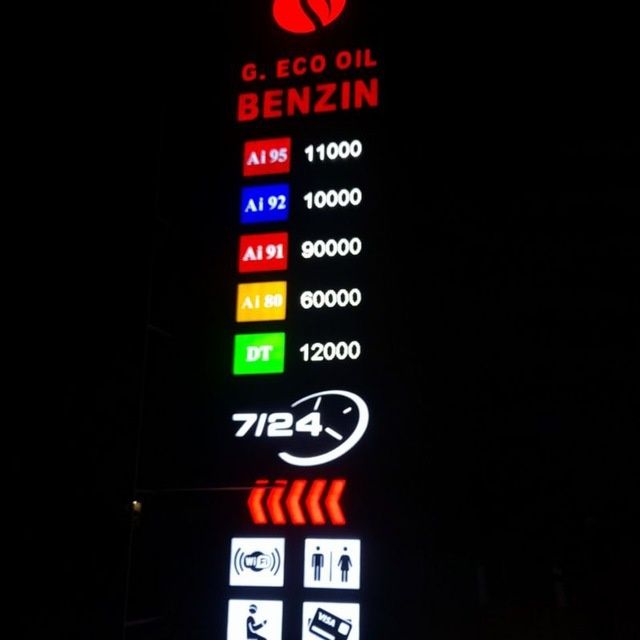 G. ECO OIL
BENZIN
Ai 95 11000
Ai 92 10000
Ai 91 90000
Ai 80 60000
DT 12000
7/24
VISA